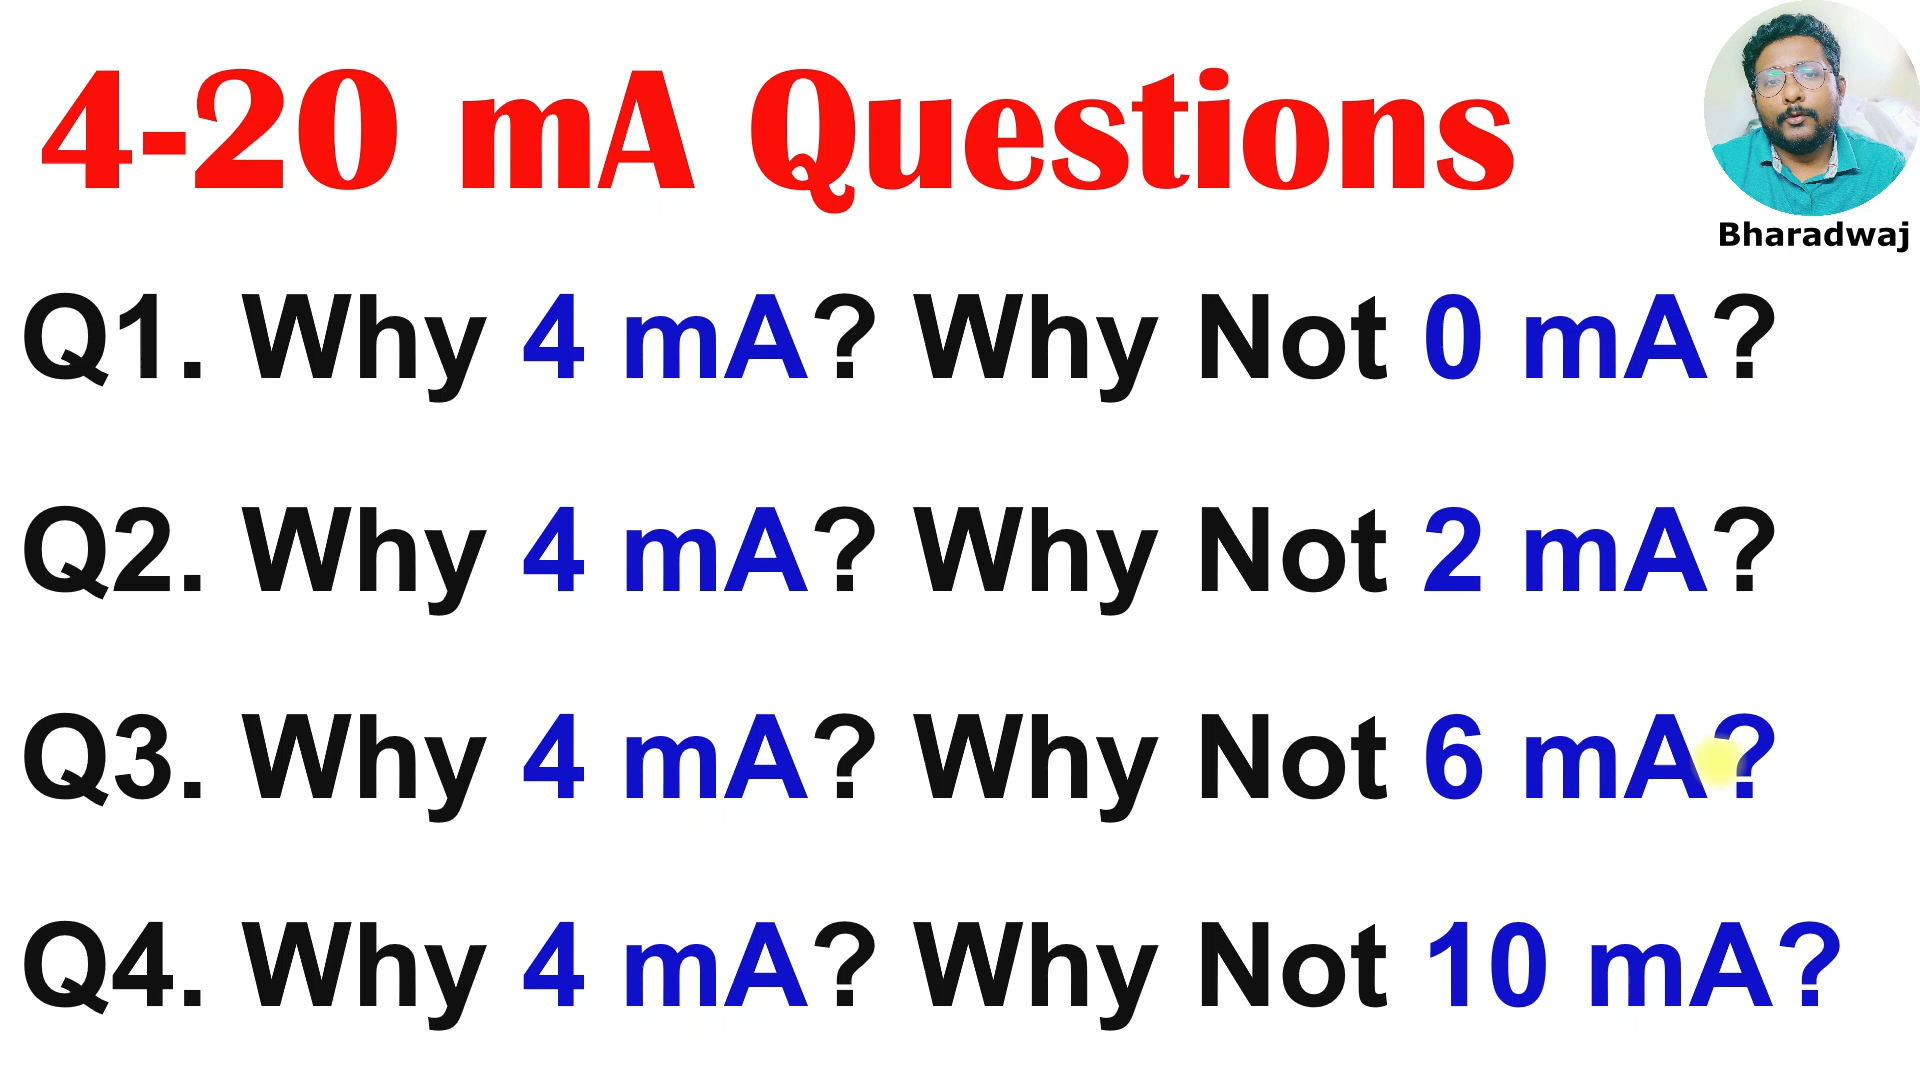 4-20 mA Questions
Bharadwaj
Q1. Why 4 mA? Why Not 0 mA?
Q2. Why 4 mA? Why Not 2 mA?
Q3. Why 4 mA? Why Not 6 mA?
Q4. Why 4 mA? Why Not 10 mA?